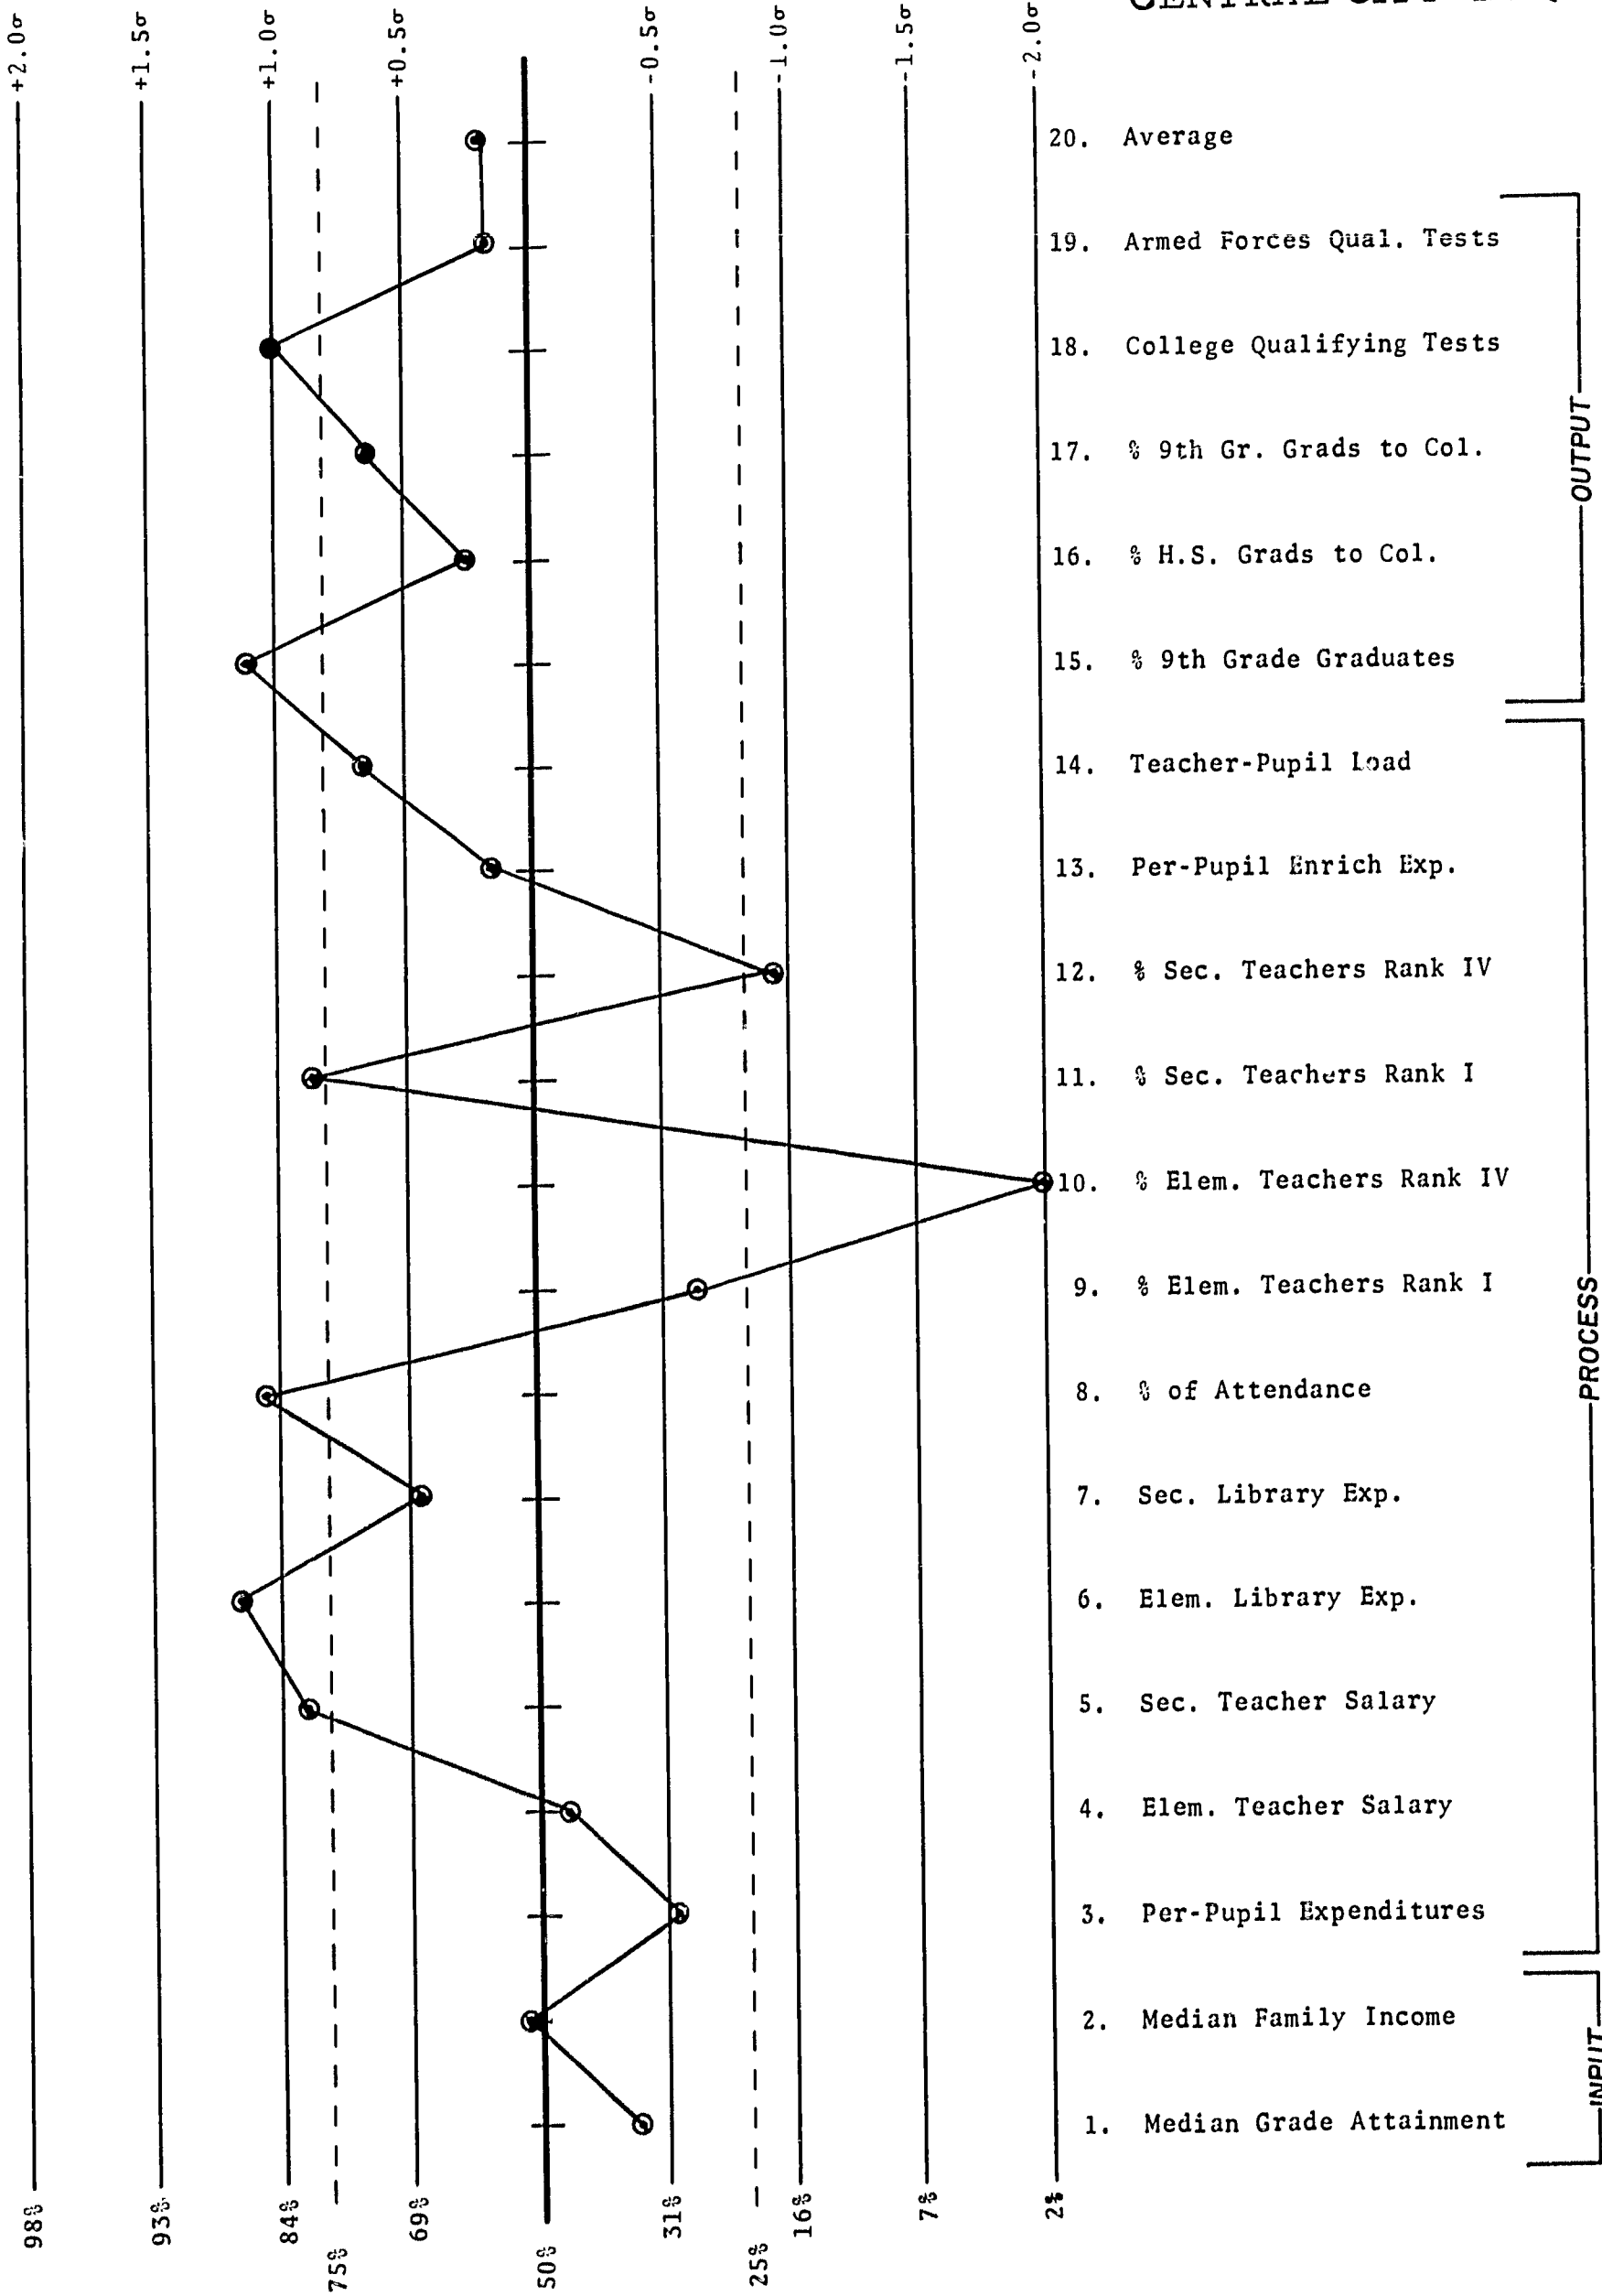 +2.0σ
+1.5σ
+1.0σ
+0.5σ
-0.5σ
-1.0σ
-1.5σ
-2.0σ
20. Average
19. Armed Forces Qual. Tests
18. College Qualifying Tests
17. % 9th Gr. Grads to Col.
16. % H.S. Grads to Col.
15. % 9th Grade Graduates
OUTPUT
14. Teacher-Pupil Load
13. Per-Pupil Enrich Exp.
12. % Sec. Teachers Rank IV
11. % Sec. Teachers Rank I
10. % Elem. Teachers Rank IV
9. % Elem. Teachers Rank I
8. % of Attendance
7. Sec. Library Exp.
6. Elem. Library Exp.
5. Sec. Teacher Salary
4. Elem. Teacher Salary
3. Per-Pupil Expenditures
PROCESS
2. Median Family Income
1. Median Grade Attainment
INPUT
98%
93%
84%
75%
69%
50%
31%
25%
16%
7%
2%